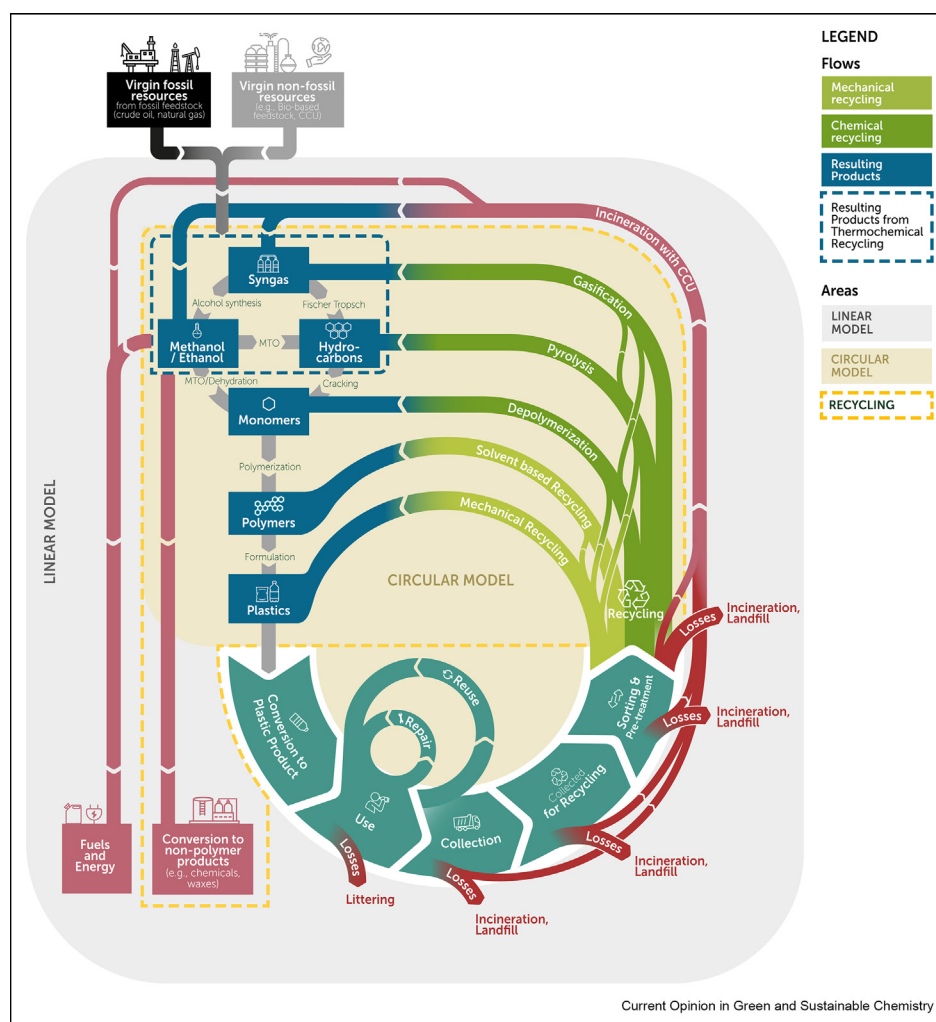 Virgin fossil
resources
from fossil feedstock
(crude oil, natural gas)
Virgin non-fossil
resources
(e.g., Bio-based
feedstock, CCU)
LEGEND
Flows
Mechanical
recycling
Chemical
recycling
Resulting
Products
Resulting
Products from
Thermochemical
Recycling
Areas
LINEAR
MODEL
CIRCULAR
MODEL
RECYCLING
Incineration with CCU
Syngas
Gasification
Alcohol synthesis
Fischer Tropsch
Methanol
/ Ethanol
MTO
Hydro-
carbons
Pyrolysis
MTO/Dehydration
Cracking
Monomers
Depolymerization
Polymerization
Solvent based Recycling
Polymers
Mechanical Recycling
Formulation
Plastics
CIRCULAR MODEL
LINEAR MODEL
Recycling
Losses
Incineration,
Landfill
Sorting &
Pre-treatment
Losses
Incineration,
Landfill
Conversion to
Plastic Product
Reuse
Repair
Use
Collection
Collected
for Recycling
Losses
Incineration,
Landfill
Losses
Littering
Losses
Incineration,
Landfill
Fuels
and
Energy
Conversion to
non-polymer
products
(e.g., chemicals,
waxes)
Current Opinion in Green and Sustainable Chemistry